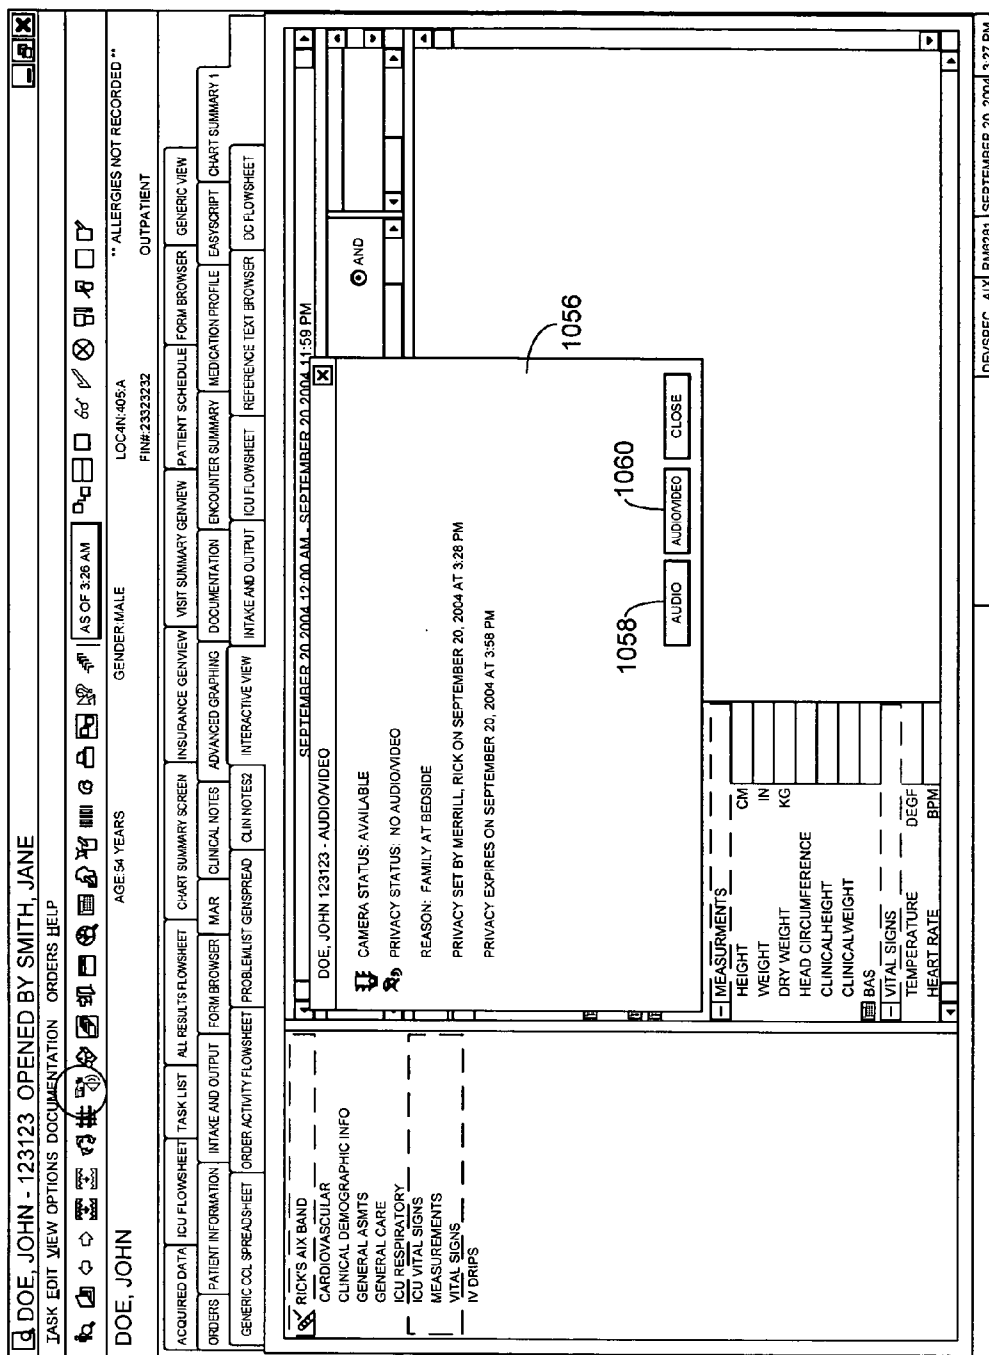 DOE, JOHN - 123123 OPENED BY SMITH, JANE
TASK EDIT VIEW OPTIONS DOCUMENTATION ORDERS HELP
AS OF 3:26 AM
DOE, JOHN
AGE:54 YEARS
GENDER:MALE
LOC4N:405:A
** ALLERGIES NOT RECORDED **
FIN#:23323232
OUTPATIENT
ACQUIRED DATA ICU FLOWSHEET TASK LIST ALL RESULTS FLOWSHEET CHART SUMMARY SCREEN INSURANCE GENVIEW VISIT SUMMARY GENVIEW PATIENT SCHEDULE FORM BROWSER GENERIC VIEW
ORDERS PATIENT INFORMATION INTAKE AND OUTPUT FORM BROWSER MAR CLINICAL NOTES ADVANCED GRAPHING DOCUMENTATION ENCOUNTER SUMMARY MEDICATION PROFILE EASYSCRIPT CHART SUMMARY 1
GENERIC CCL SPREADSHEET ORDER ACTIVITY FLOWSHEET PROBLEMLIST GENSPREAD CLIN NOTES2 INTERACTIVE VIEW INTAKE AND OUTPUT ICU FLOWSHEET REFERENCE TEXT BROWSER DC FLOWSHEET
RICK'S AIX BAND
CARDIOVASCULAR
CLINICAL DEMOGRAPHIC INFO
GENERAL ASMTS
GENERAL CARE
ICU RESPIRATORY
ICU VITAL SIGNS
MEASUREMENTS
VITAL SIGNS
IV DRIPS
SEPTEMBER 20 2004 12:00 AM - SEPTEMBER 20 2004 11:59 PM
AND
DOE, JOHN 123123 - AUDIO/VIDEO
CAMERA STATUS: AVAILABLE
PRIVACY STATUS: NO AUDIO/VIDEO
REASON: FAMILY AT BEDSIDE
PRIVACY SET BY MERRILL, RICK ON SEPTEMBER 20, 2004 AT 3:28 PM
PRIVACY EXPIRES ON SEPTEMBER 20, 2004 AT 3:58 PM
1056
1058
1060
AUDIO
AUDIO/VIDEO
CLOSE
MEASURMENTS
HEIGHT CM
WEIGHT IN
DRY WEIGHT KG
HEAD CIRCUMFERENCE
CLINICALHEIGHT
CLINICALWEIGHT
BAS
VITAL SIGNS
TEMPERATURE DEGF
HEART RATE BPM
SEPTEMBER 20, 2004 3:27 PM